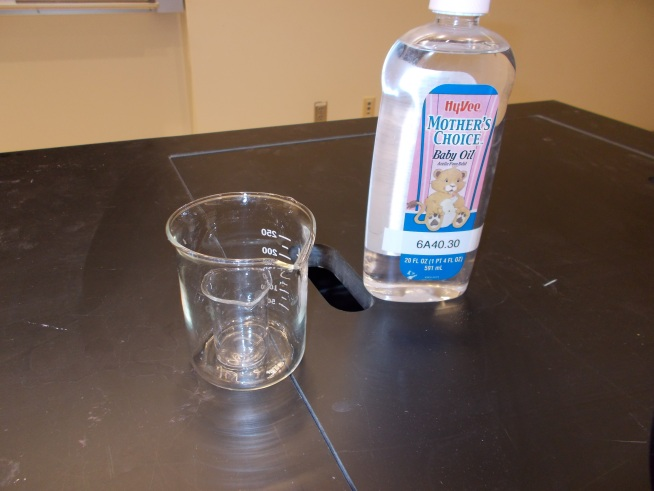 HyVee
MOTHER'S
CHOICE
Baby Oil
6A40.30
20 FL OZ (1 PT 4 FL OZ)
591 mL
250
200
50